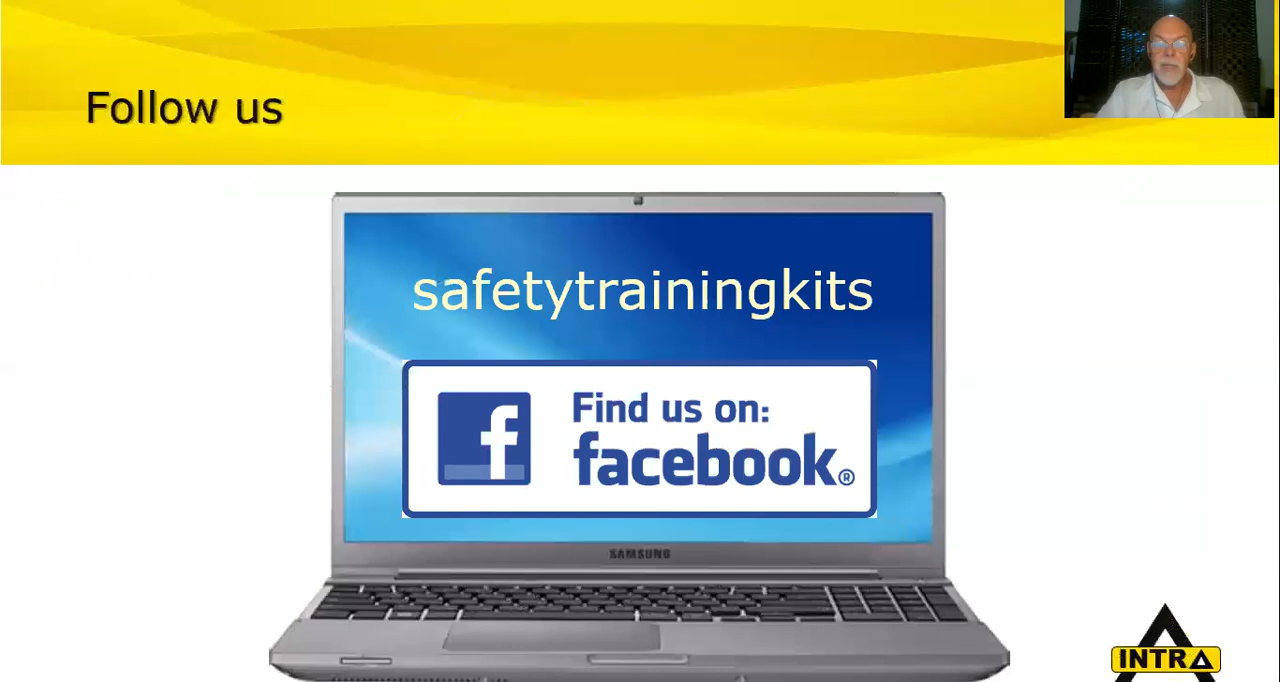 Follow us
safetytrainingkits
f
Find us on:
facebook®
SAMSUNG
INTRA